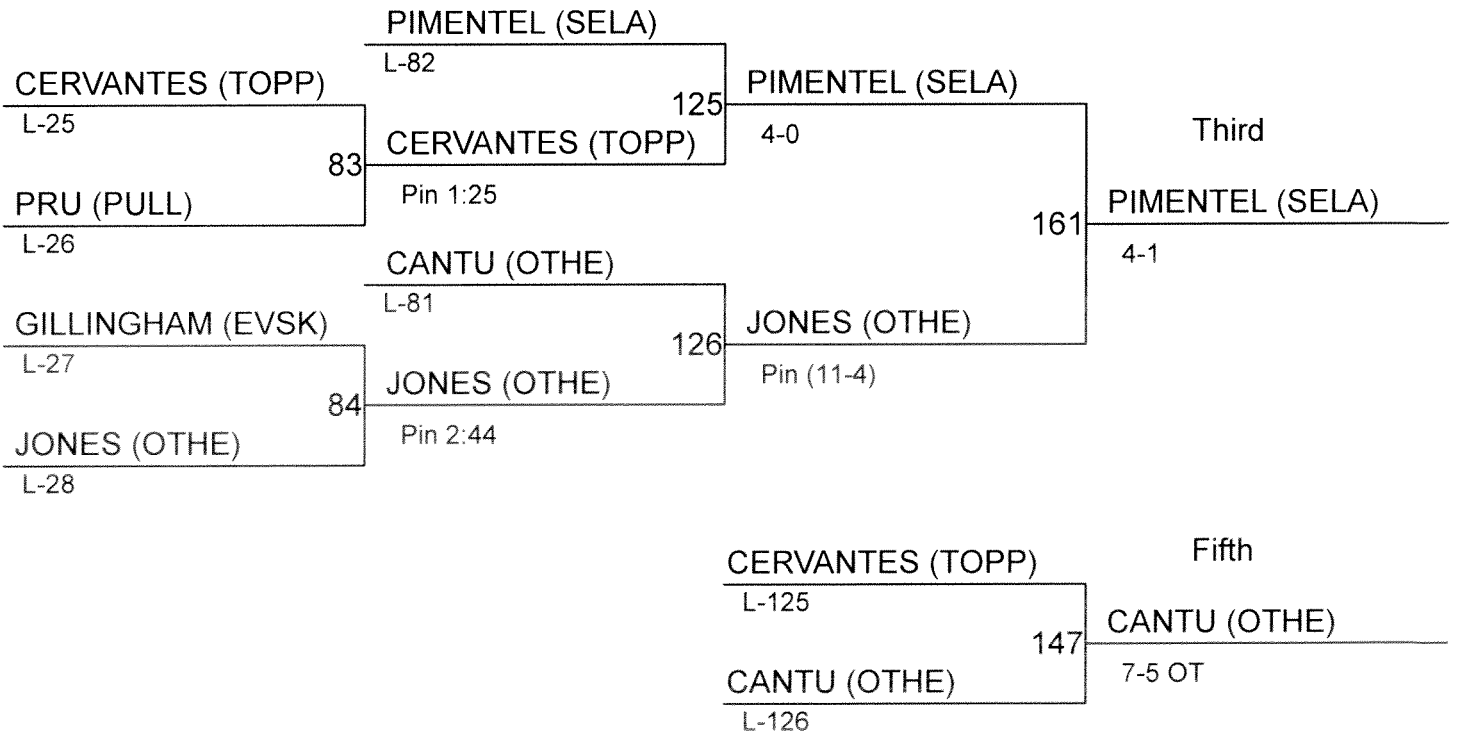 PIMENTEL (SELA)
L-82
CERVANTES (TOPP)
L-25
125
PIMENTEL (SELA)
4-0
Third
83
CERVANTES (TOPP)
Pin 1:25
PRU (PULL)
L-26
161
PIMENTEL (SELA)
4-1
CANTU (OTHE)
L-81
GILLINGHAM (EVSK)
L-27
126
JONES (OTHE)
Pin (11-4)
84
JONES (OTHE)
Pin 2:44
JONES (OTHE)
L-28
Fifth
CERVANTES (TOPP)
L-125
147
CANTU (OTHE)
7-5 OT
CANTU (OTHE)
L-126